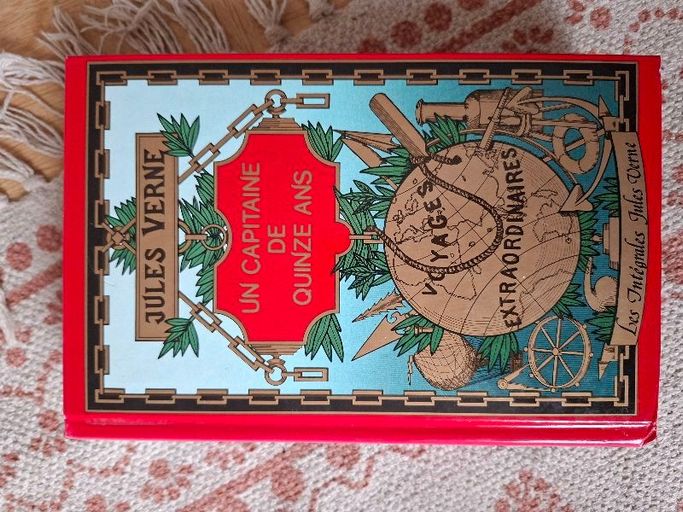 JULES VERNE
UN CAPITAINE
DE
QUINZE ANS
VOYAGES
EXTRAORDINAIRES
Les Intégrales Jules Verne